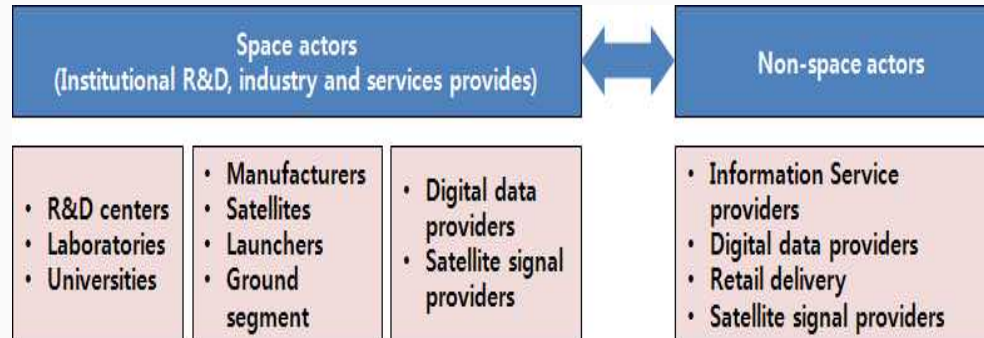 Space actors
(Institutional R&D, industry and services provides)
Non-space actors
• R&D centers
• Laboratories
• Universities
• Manufacturers
• Satellites
• Launchers
• Ground
segment
• Digital data
providers
• Satellite signal
providers
• Information Service
providers
• Digital data providers
• Retail delivery
• Satellite signal providers